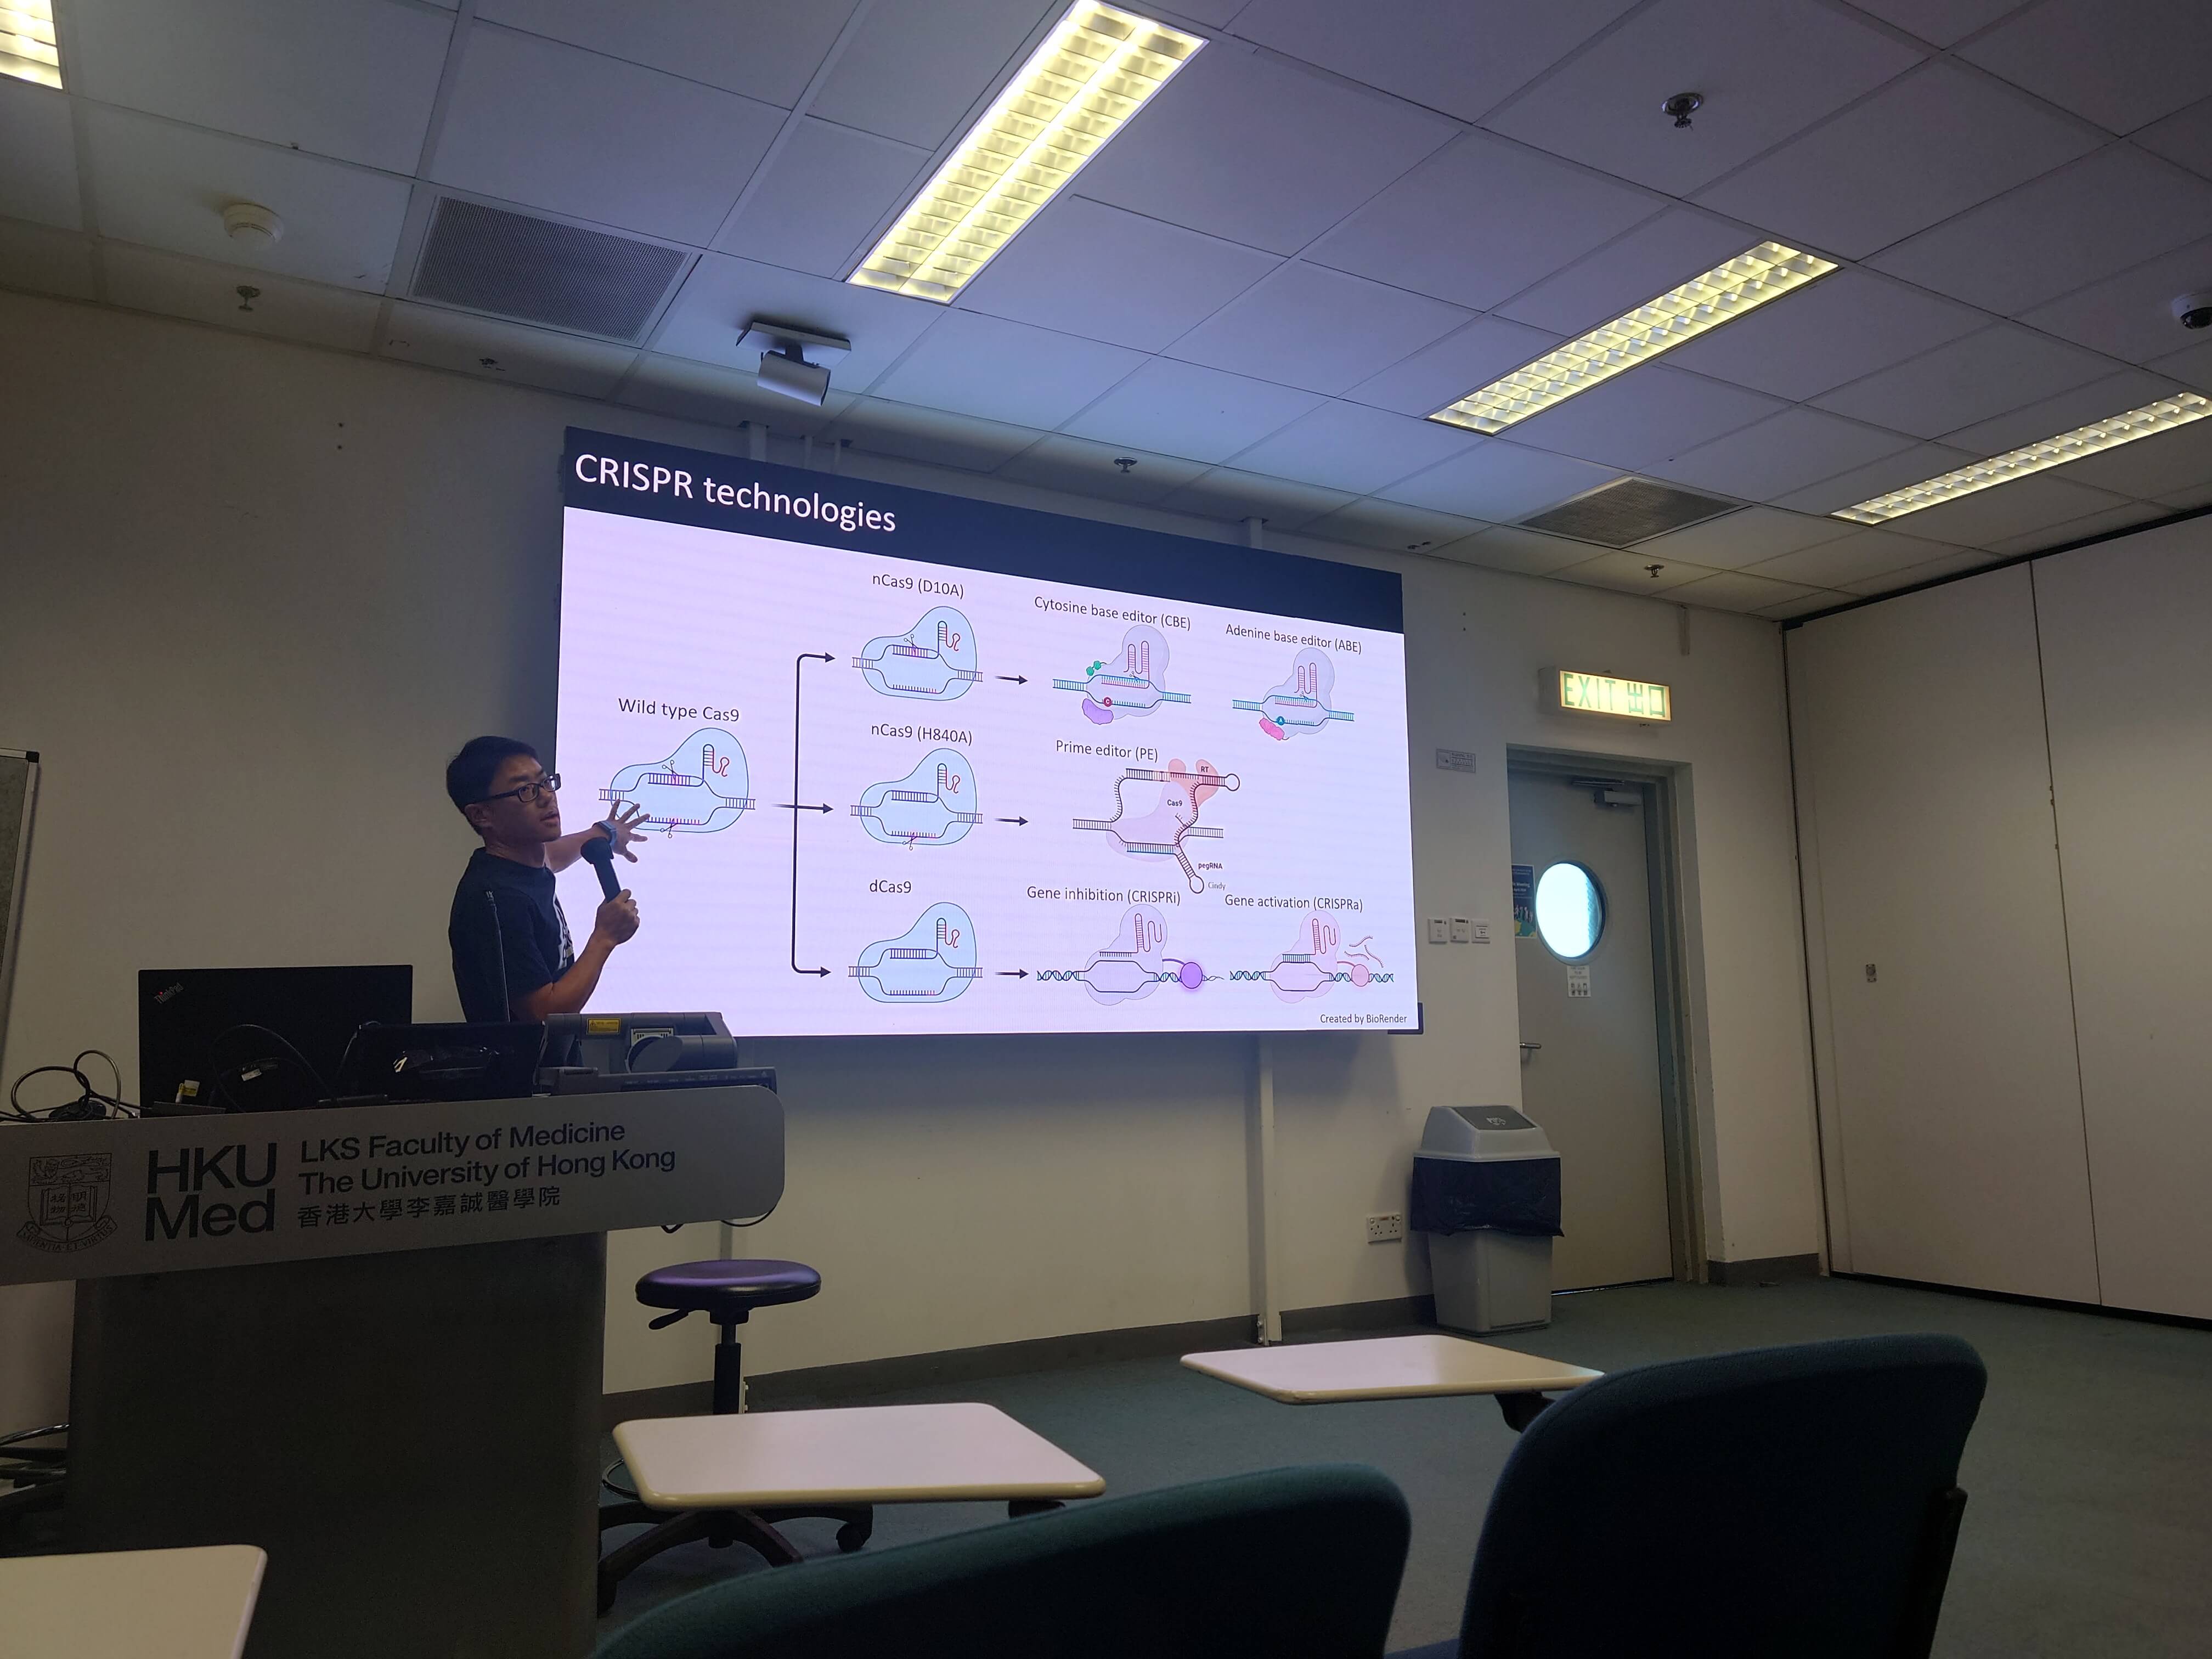 CRISPR technologies
nCas9 (D10A)
Cytosine base editor (CBE)
Adenine base editor (ABE)
Wild type Cas9
nCas9 (H840A)
Prime editor (PE)
RT
Cas9
pegRNA
Cindy
dCas9
Gene inhibition (CRISPRi)
Gene activation (CRISPRa)
Created by BioRender
EXIT 出口
ThinkPad
HKU
Med
LKS Faculty of Medicine
The University of Hong Kong
香港大學李嘉誠醫學院